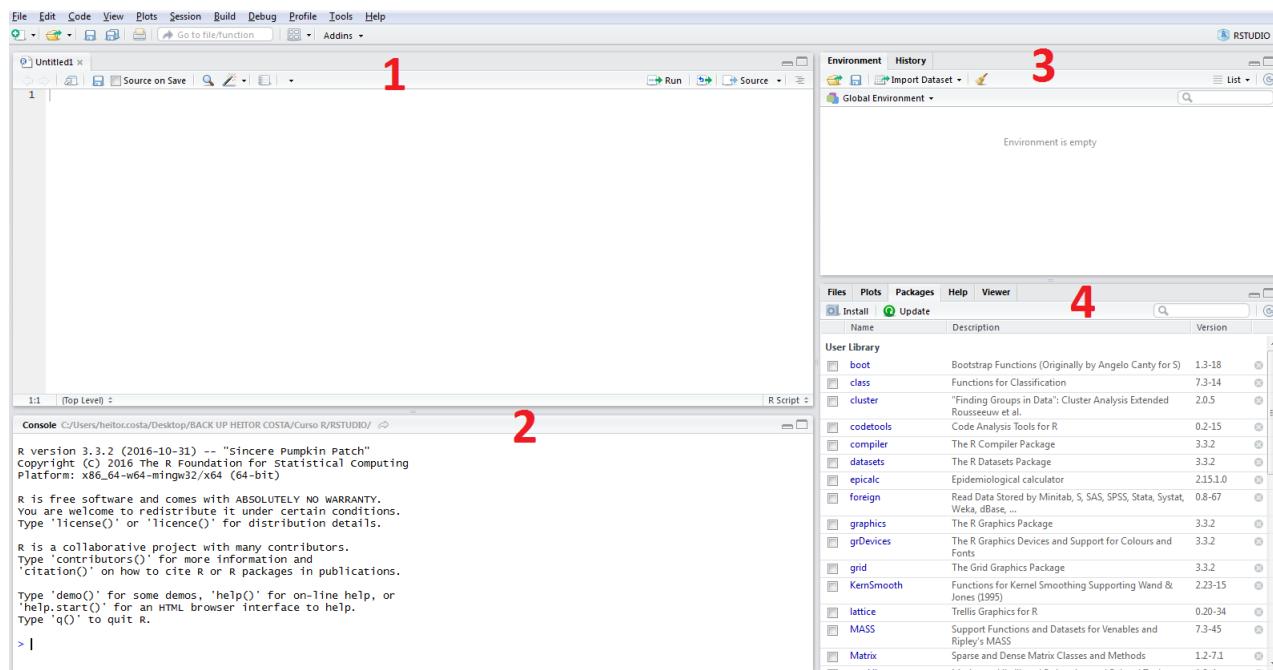 File Edit Code View Plots Session Build Debug Profile Tools Help
Go to file/function Addins RSTUDIO
Untitled1
1
Source on Save Run Source
1
1:1 (Top Level) R Script
2
Console C:/Users/heitor.costa/Desktop/BACK UP HEITOR COSTA/Curso R/RSTUDIO/
R version 3.3.2 (2016-10-31) -- "Sincere Pumpkin Patch"
Copyright (C) 2016 The R Foundation for Statistical Computing
Platform: x86_64-w64-mingw32/x64 (64-bit)
R is free software and comes with ABSOLUTELY NO WARRANTY.
You are welcome to redistribute it under certain conditions.
Type 'license()' or 'licence()' for distribution details.
R is a collaborative project with many contributors.
Type 'contributors()' for more information and
'citation()' on how to cite R or R packages in publications.
Type 'demo()' for some demos, 'help()' for on-line help, or
'help.start()' for an HTML browser interface to help.
Type 'q()' to quit R.
>
Environment History
3
Import Dataset List
Global Environment
Environment is empty
Files Plots Packages Help Viewer
4
Install Update
Name Description Version
User Library
boot Bootstrap Functions (Originally by Angelo Canty for S) 1.3-18
class Functions for Classification 7.3-14
cluster "Finding Groups in Data": Cluster Analysis Extended 2.0.5
Rousseeuw et al.
codetools Code Analysis Tools for R 0.2-15
compiler The R Compiler Package 3.3.2
datasets The R Datasets Package 3.3.2
epicalc Epidemiological calculator 2.15.1.0
foreign Read Data Stored by Minitab, S, SAS, SPSS, Stata, Systat, 0.8-67
Weka, dBase, ...
graphics The R Graphics Package 3.3.2
grDevices The R Graphics Devices and Support for Colours and 3.3.2
Fonts
grid The Grid Graphics Package 3.3.2
KernSmooth Functions for Kernel Smoothing Supporting Wand & 2.23-15
Jones (1995)
lattice Trellis Graphics for R 0.20-34
MASS Support Functions and Datasets for Venables and 7.3-45
Ripley's MASS
Matrix Sparse and Dense Matrix Classes and Methods 1.2-7.1